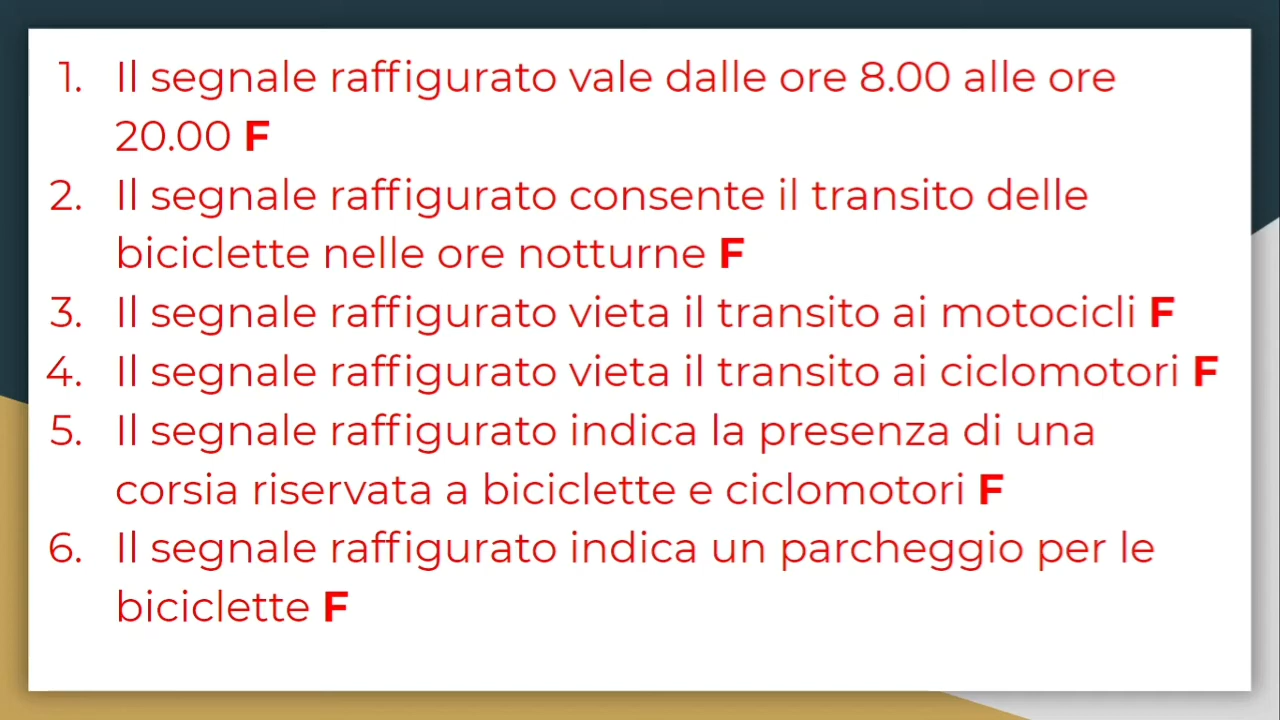 1. Il segnale raffigurato vale dalle ore 8.00 alle ore
20.00 F
2. Il segnale raffigurato consente il transito delle
biciclette nelle ore notturne F
3. Il segnale raffigurato vieta il transito ai motocicli F
4. Il segnale raffigurato vieta il transito ai ciclomotori F
5. Il segnale raffigurato indica la presenza di una
corsia riservata a biciclette e ciclomotori F
6. Il segnale raffigurato indica un parcheggio per le
biciclette F